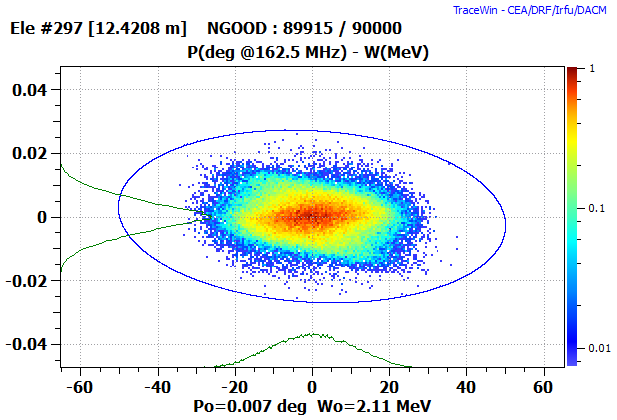 TraceWin - CEA/DRF/Irfu/DACM
Ele #297 [12.4208 m] NGOOD : 89915 / 90000
P(deg @162.5 MHz) - W(MeV)
0.04
0.02
0
-0.02
-0.04
1
0.1
0.01
-60 -40 -20 0 20 40 60
Po=0.007 deg Wo=2.11 MeV